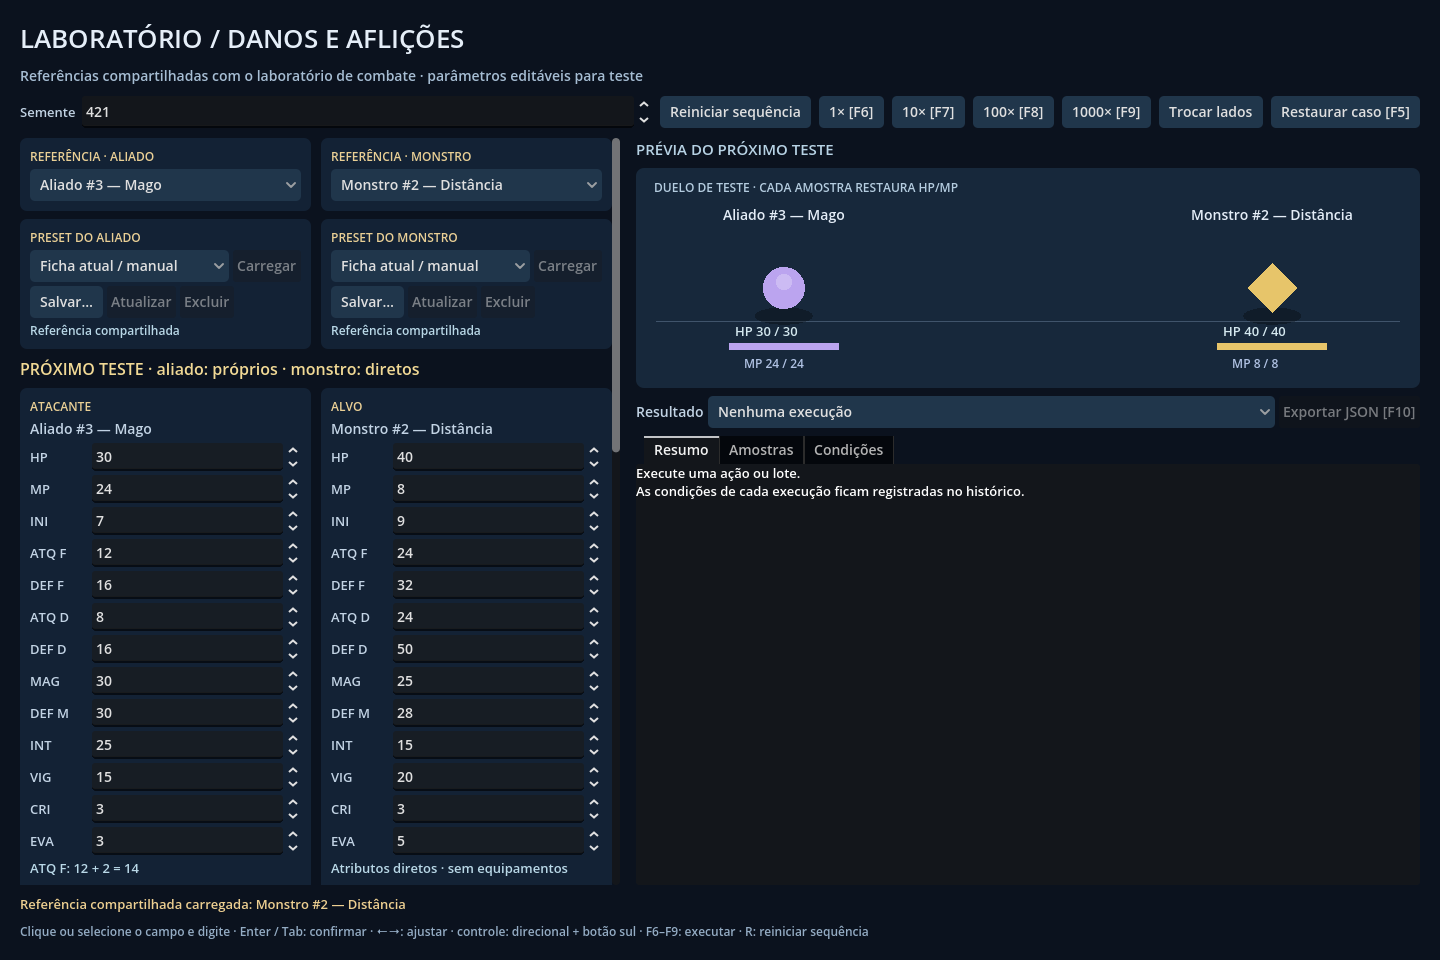 LABORATÓRIO / DANOS E AFLIÇÕES
Referências compartilhadas com o laboratório de combate · parâmetros editáveis para teste
Semente 421 Reiniciar sequência 1× [F6] 10× [F7] 100× [F8] 1000× [F9] Trocar lados Restaurar caso [F5]
REFERÊNCIA · ALIADO
Aliado #3 — Mago
REFERÊNCIA · MONSTRO
Monstro #2 — Distância
PRESET DO ALIADO
Ficha atual / manual Carregar
Salvar... Atualizar Excluir
Referência compartilhada
PRESET DO MONSTRO
Ficha atual / manual Carregar
Salvar... Atualizar Excluir
Referência compartilhada
PRÓXIMO TESTE · aliado: próprios · monstro: diretos
ATACANTE
Aliado #3 — Mago
HP 30
MP 24
INI 7
ATQ F 12
DEF F 16
ATQ D 8
DEF D 16
MAG 30
DEF M 30
INT 25
VIG 15
CRI 3
EVA 3
ATQ F: 12 + 2 = 14
ALVO
Monstro #2 — Distância
HP 40
MP 8
INI 9
ATQ F 24
DEF F 32
ATQ D 24
DEF D 50
MAG 25
DEF M 28
INT 15
VIG 20
CRI 3
EVA 5
Atributos diretos · sem equipamentos
PRÉVIA DO PRÓXIMO TESTE
DUELO DE TESTE · CADA AMOSTRA RESTAURA HP/MP
Aliado #3 — Mago
HP 30 / 30
MP 24 / 24
Monstro #2 — Distância
HP 40 / 40
MP 8 / 8
Resultado Nenhuma execução Exportar JSON [F10]
Resumo Amostras Condições
Execute uma ação ou lote.
As condições de cada execução ficam registradas no histórico.
Referência compartilhada carregada: Monstro #2 — Distância
Clique ou selecione o campo e digite · Enter / Tab: confirmar · ←→: ajustar · controle: direcional + botão sul · F6–F9: executar · R: reiniciar sequência